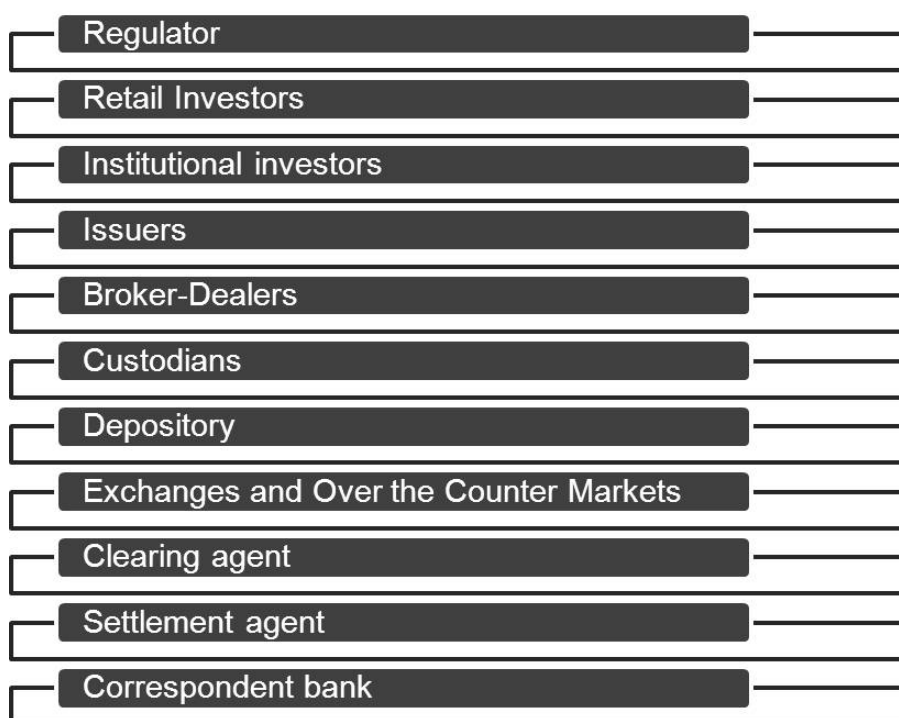 Regulator
Retail Investors
Institutional investors
Issuers
Broker-Dealers
Custodians
Depository
Exchanges and Over the Counter Markets
Clearing agent
Settlement agent
Correspondent bank